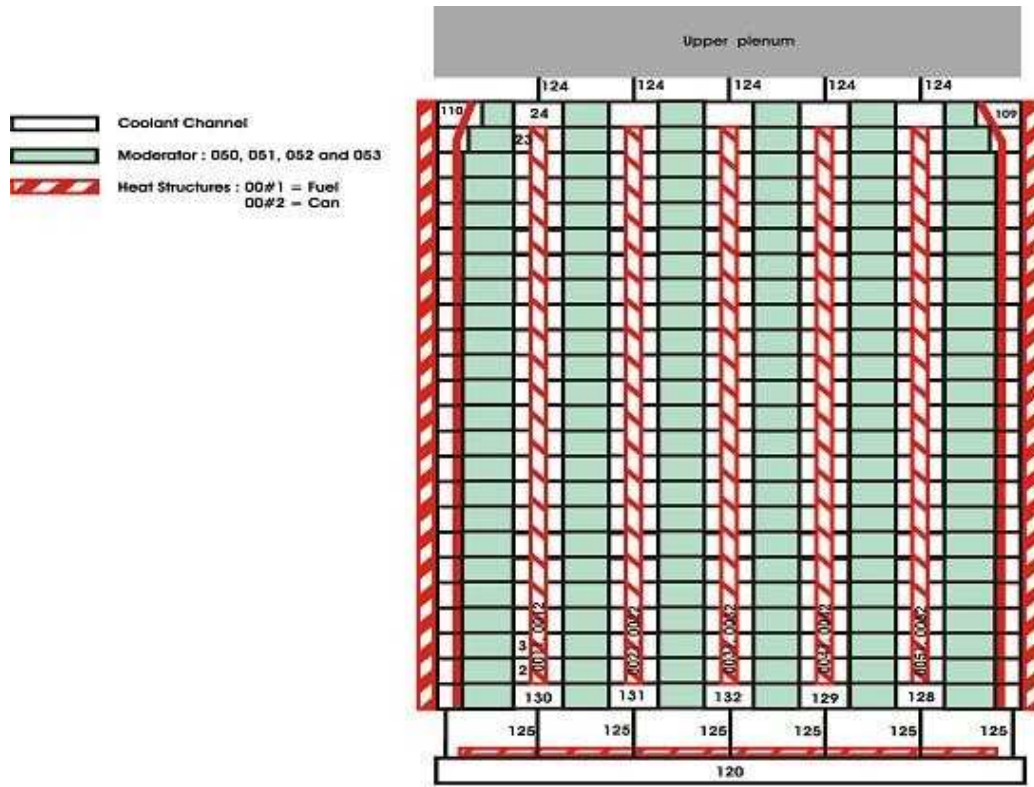 Upper plenum
124 124 124 124 124
110 24 109
23
Coolant Channel
Moderator : 050, 051, 052 and 053
Heat Structures : 00#1 = Fuel
00#2 = Can
3
2
130 131 132 129 128
125 125 125 125 125 125
120